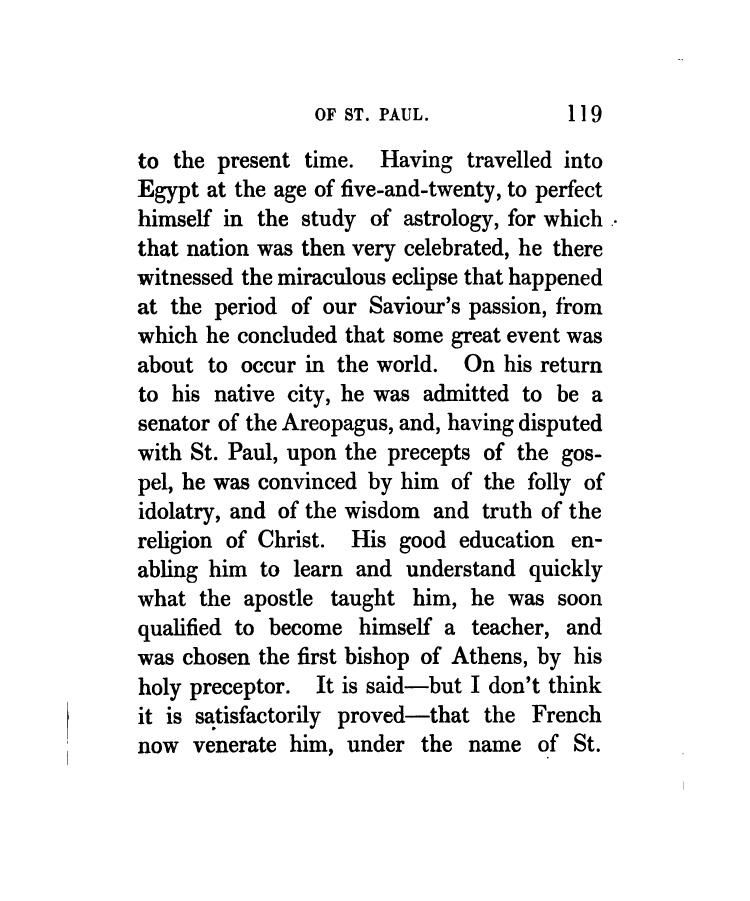 OF ST. PAUL. 119
to the present time. Having travelled into
Egypt at the age of five-and-twenty, to perfect
himself in the study of astrology, for which
that nation was then very celebrated, he there
witnessed the miraculous eclipse that happened
at the period of our Saviour's passion, from
which he concluded that some great event was
about to occur in the world. On his return
to his native city, he was admitted to be a
senator of the Areopagus, and, having disputed
with St. Paul, upon the precepts of the gos-
pel, he was convinced by him of the folly of
idolatry, and of the wisdom and truth of the
religion of Christ. His good education en-
abling him to learn and understand quickly
what the apostle taught him, he was soon
qualified to become himself a teacher, and
was chosen the first bishop of Athens, by his
holy preceptor. It is said—but I don't think
it is satisfactorily proved—that the French
now venerate him, under the name of St.